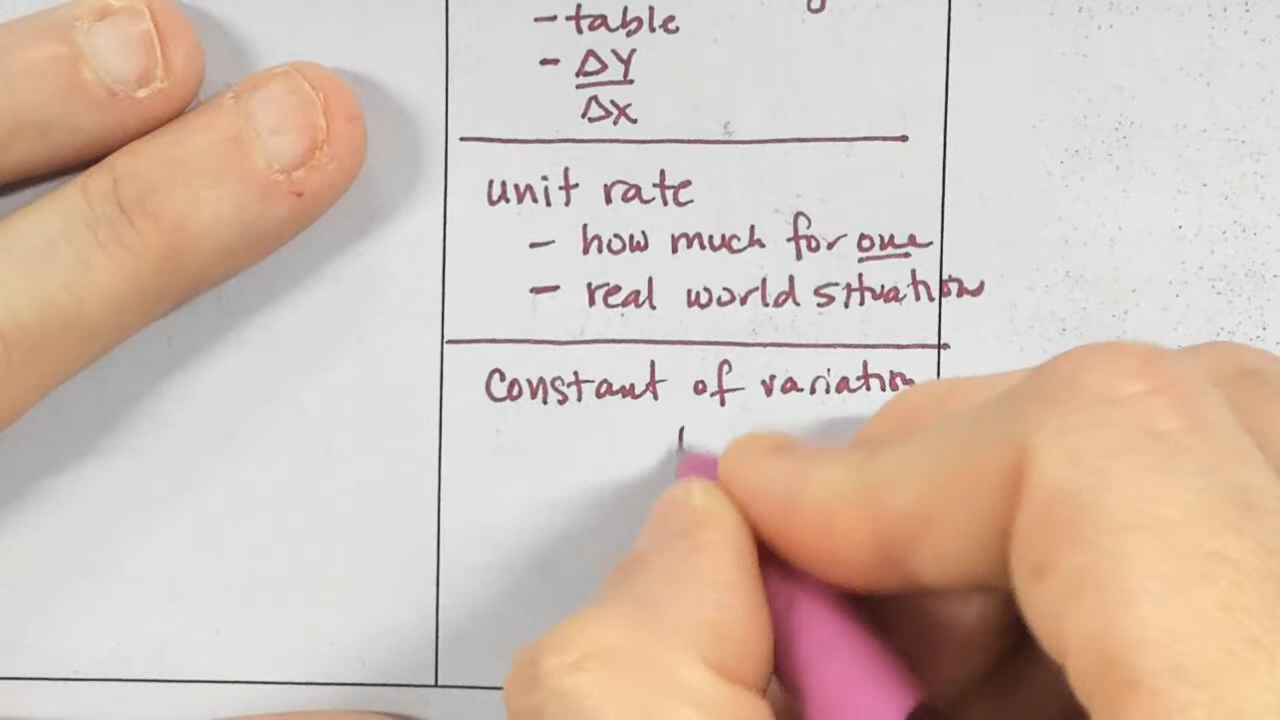 - table
- ΔY
ΔX
unit rate
- how much for one
- real world situation
Constant of variation